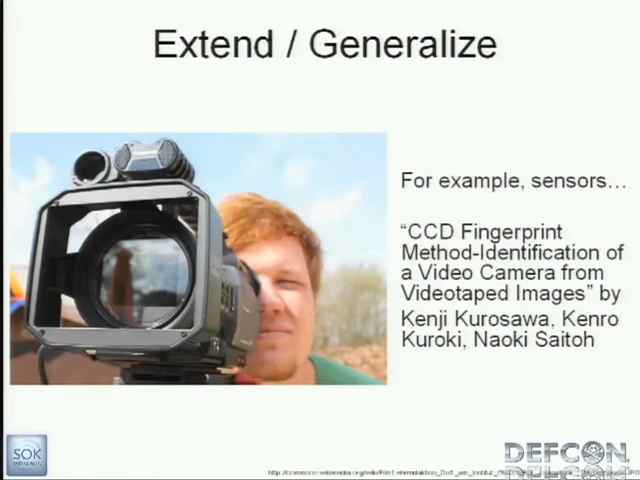 Extend / Generalize
For example, sensors...
“CCD Fingerprint
Method-Identification of
a Video Camera from
Videotaped Images” by
Kenji Kurosawa, Kenro
Kuroki, Naoki Saitoh
SOK
PRESENTS
DEFCON